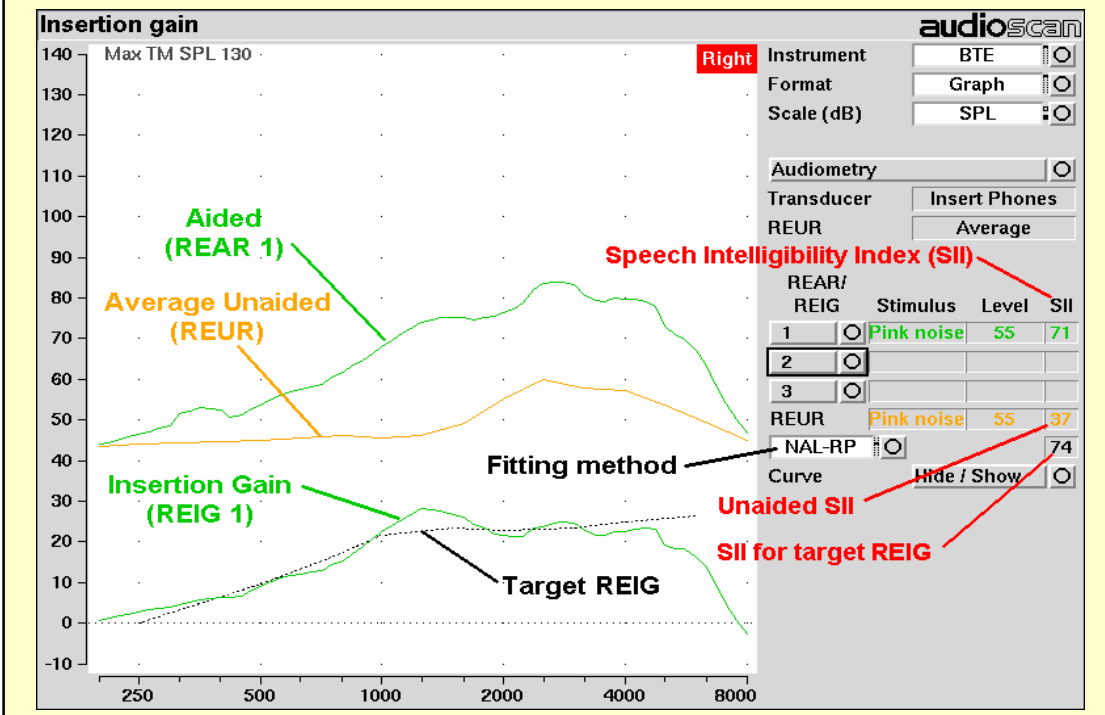 Insertion gain
audioscan
Max TM SPL 130
Right
140
130
120
110
100
90
80
70
60
50
40
30
20
10
0
-10
250 500 1000 2000 4000 8000
Aided
(REAR 1)
Average Unaided
(REUR)
Insertion Gain
(REIG 1)
Target REIG
Fitting method
Instrument BTE
Format Graph
Scale (dB) SPL
Audiometry
Transducer Insert Phones
REUR Average
Speech Intelligibility Index (SII)
REAR/
REIG Stimulus Level SII
1 Pink noise 55 71
2
3
REUR Pink noise 55 37
NAL-RP 74
Curve Hide / Show
Unaided SII
SII for target REIG